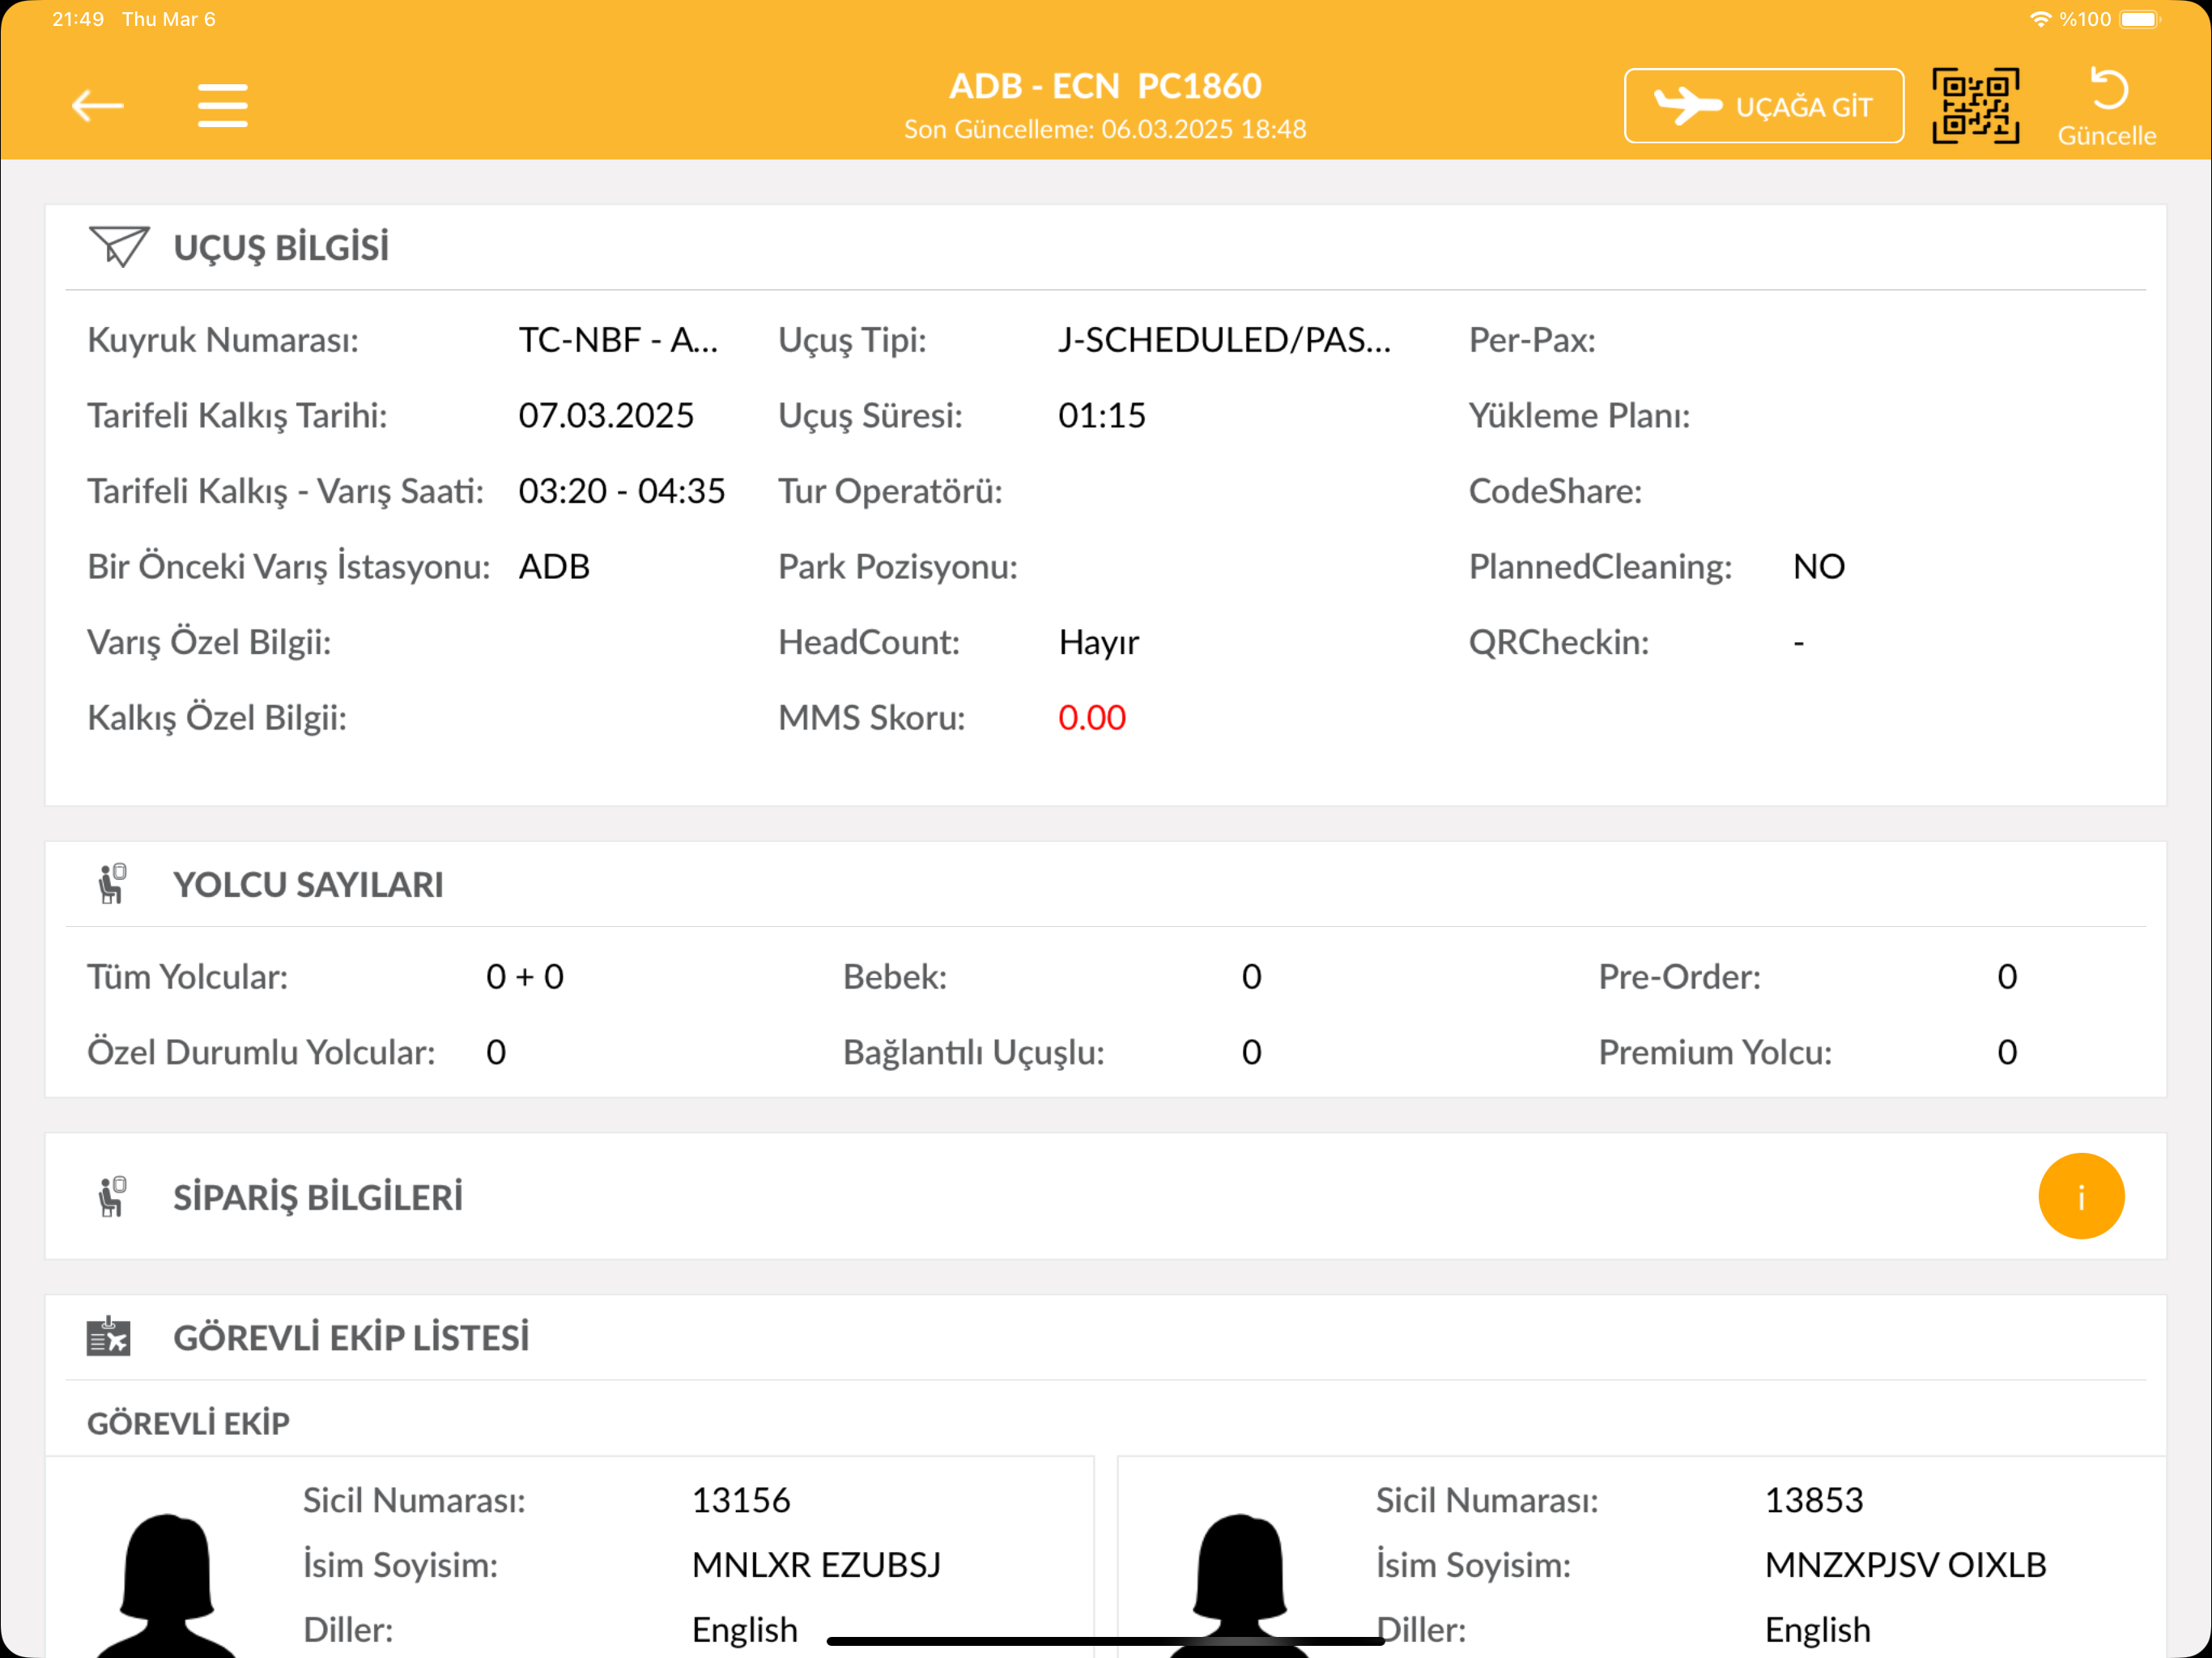 21:49 Thu Mar 6
%100
ADB - ECN PC1860
Son Güncelleme: 06.03.2025 18:48
UÇAĞA GİT
Güncelle
UÇUŞ BİLGİSİ
Kuyruk Numarası: TC-NBF - A... Uçuş Tipi: J-SCHEDULED/PAS... Per-Pax:
Tarifeli Kalkış Tarihi: 07.03.2025 Uçuş Süresi: 01:15 Yükleme Planı:
Tarifeli Kalkış - Varış Saati: 03:20 - 04:35 Tur Operatörü: CodeShare:
Bir Önceki Varış İstasyonu: ADB Park Pozisyonu: PlannedCleaning: NO
Varış Özel Bilgii: HeadCount: Hayır QRCheckin: -
Kalkış Özel Bilgii: MMS Skoru: 0.00
YOLCU SAYILARI
Tüm Yolcular: 0 + 0 Bebek: 0 Pre-Order: 0
Özel Durumlu Yolcular: 0 Bağlantılı Uçuşlu: 0 Premium Yolcu: 0
SİPARİŞ BİLGİLERİ
i
GÖREVLİ EKİP LİSTESİ
GÖREVLİ EKİP
Sicil Numarası: 13156
İsim Soyisim: MNLXR EZUBSJ
Diller: English
Sicil Numarası: 13853
İsim Soyisim: MNZXPJSV OIXLB
Diller: English